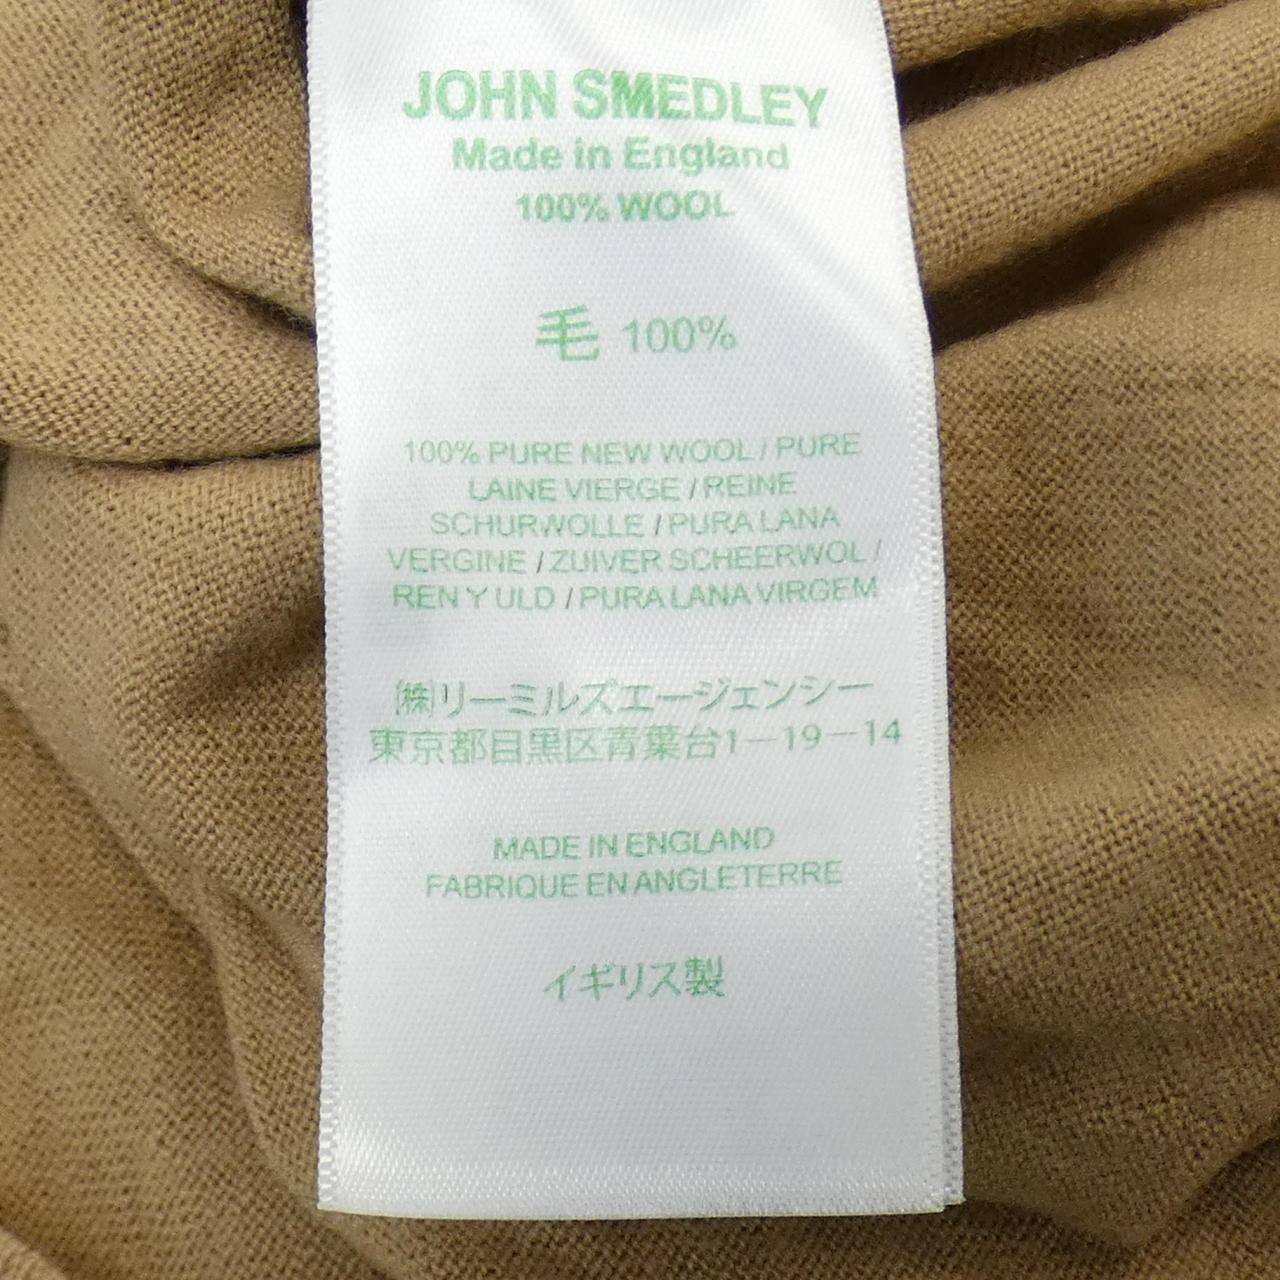 JOHN SMEDLEY
Made in England
100% WOOL
毛 100%
100% PURE NEW WOOL / PURE
LAINE VIERGE / REINE
SCHURWOLLE / PURA LANA
VERGINE / ZUIVER SCHEERWOL /
REN Y ULD / PURA LANA VIRGEM
(株)リーミルズエージェンシー
東京都目黒区青葉台1－19－14
MADE IN ENGLAND
FABRIQUE EN ANGLETERRE
イギリス製